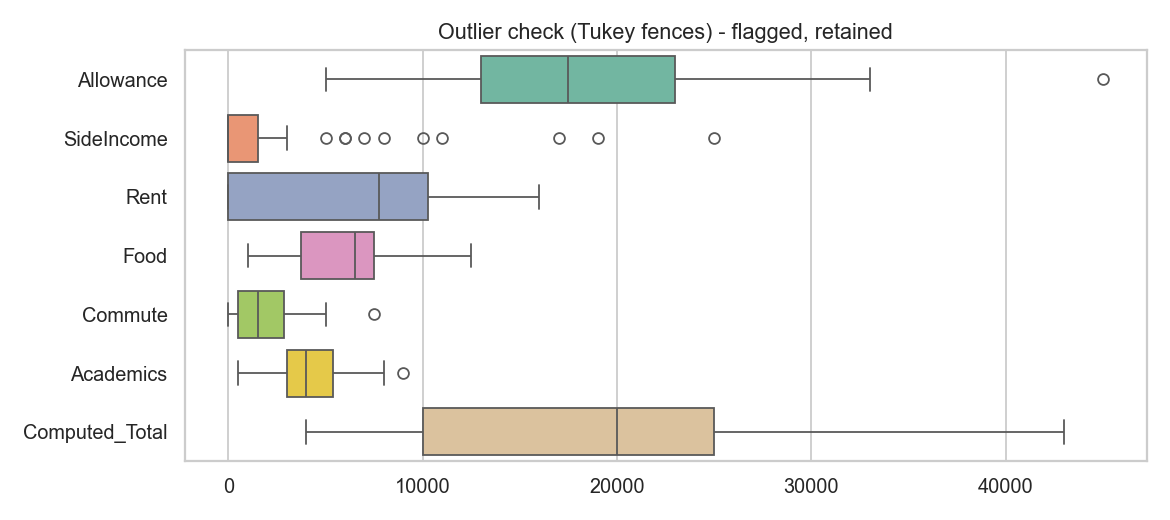 Outlier check (Tukey fences) - flagged, retained
Allowance
SideIncome
Rent
Food
Commute
Academics
Computed_Total
0 10000 20000 30000 40000